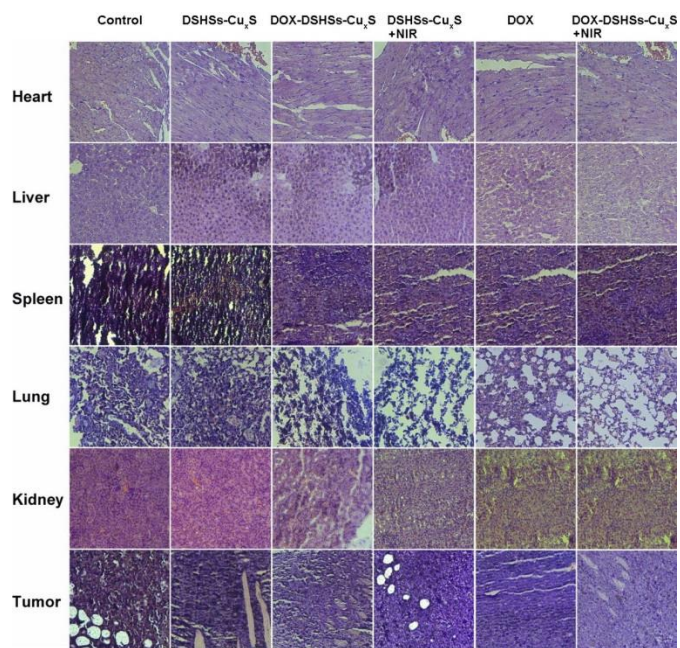 Control DSHSs-CuₓS DOX-DSHSs-CuₓS DSHSs-CuₓS DOX DOX-DSHSs-CuₓS
+NIR +NIR
Heart
Liver
Spleen
Lung
Kidney
Tumor